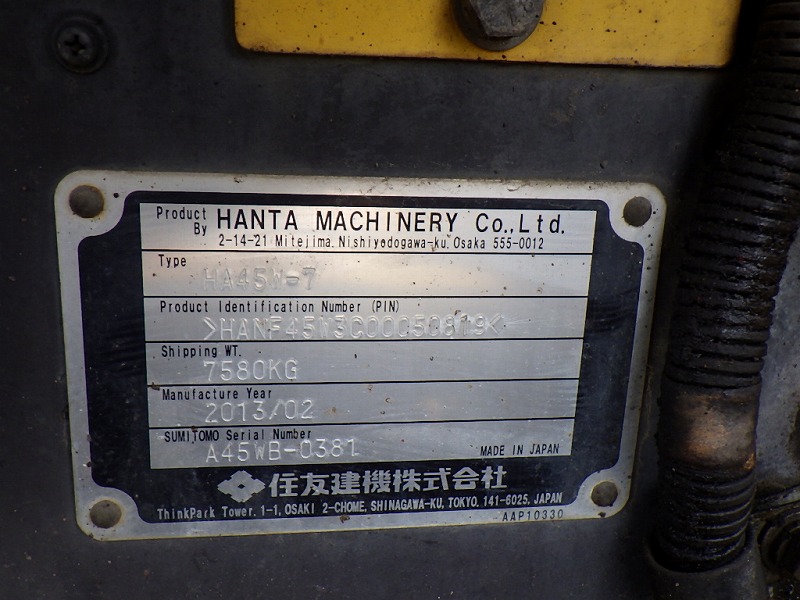 Product By HANTA MACHINERY Co.,Ltd.
2-14-21 Mitejima, Nishiyodogawa-ku, Osaka 555-0012
Type
HA45W-7
Product Identification Number (PIN)
Shipping WT.
7580KG
Manufacture Year
2013/02
SUMITOMO Serial Number
A45WB-0381
MADE IN JAPAN
住友建機株式会社
ThinkPark Tower, 1-1, OSAKI 2-CHOME, SHINAGAWA-KU, TOKYO, 141-6025, JAPAN
AAP10330